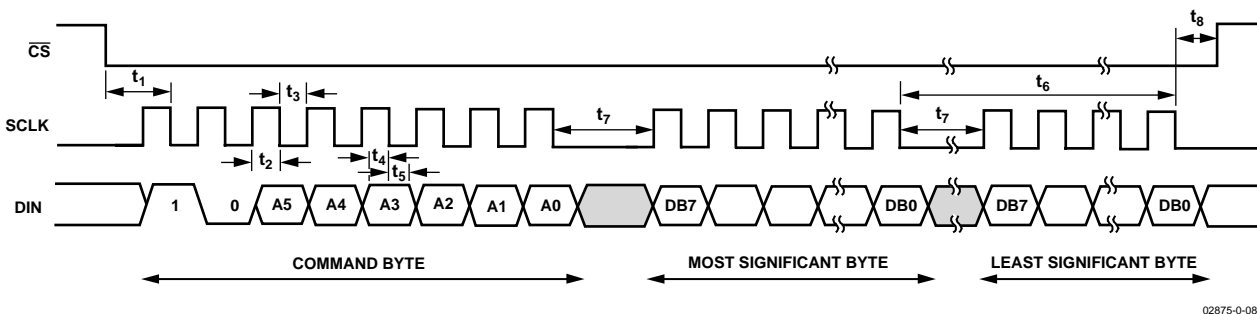 t8
CS
t1
t3
t6
SCLK
t7
t7
t2
t4
t5
DIN
1 0 A5 A4 A3 A2 A1 A0 DB7 DB0 DB7 DB0
COMMAND BYTE MOST SIGNIFICANT BYTE LEAST SIGNIFICANT BYTE
02875-0-08